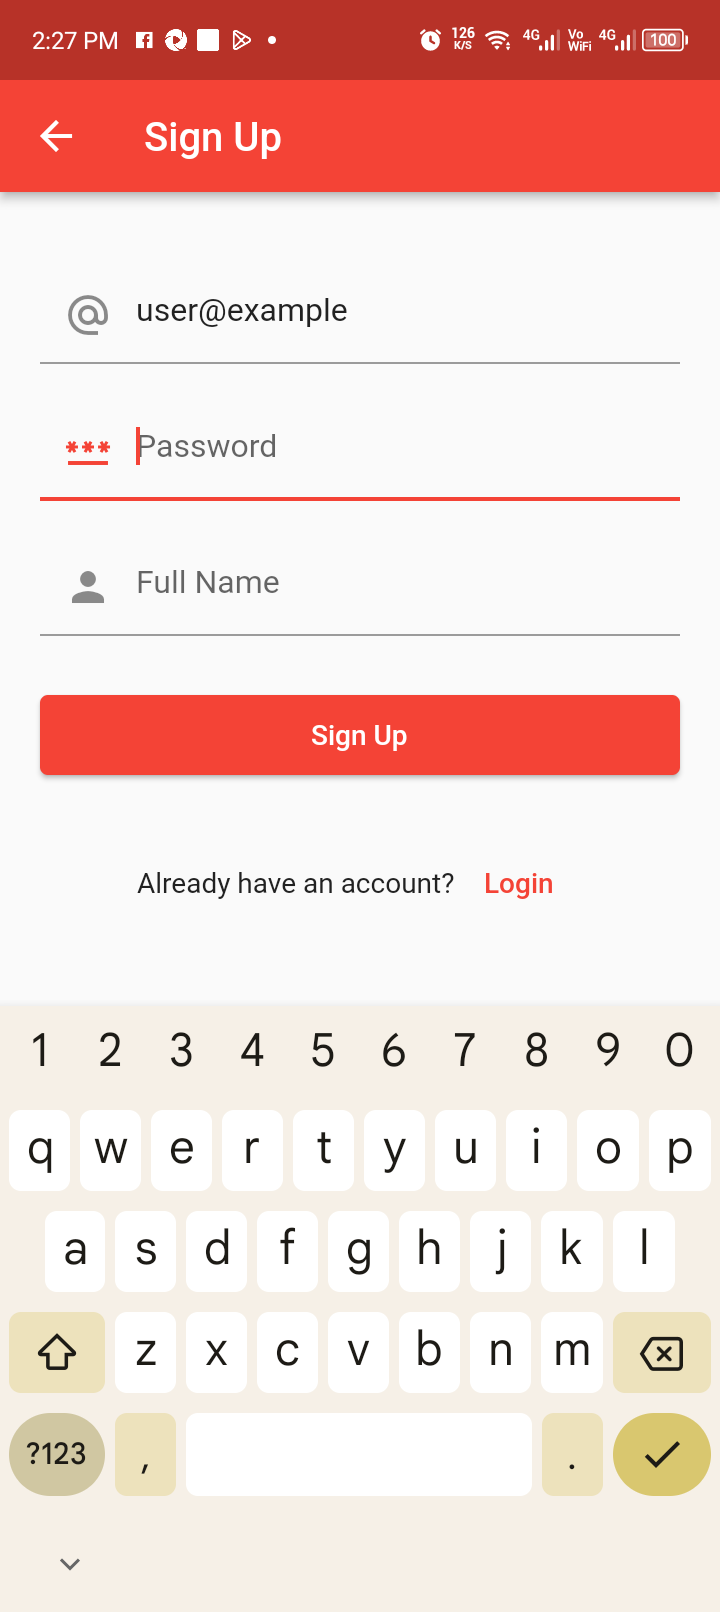 2:27 PM 126 K/S 4G Vo WiFi 4G 100
Sign Up
user@example
Password
Full Name
Sign Up
Already have an account? Login
1 2 3 4 5 6 7 8 9 0
q w e r t y u i o p
a s d f g h j k l
z x c v b n m
?123 , .